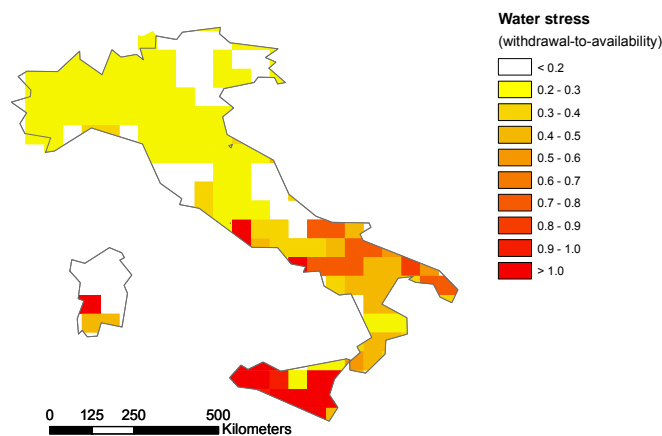 Water stress
(withdrawal-to-availability)
< 0.2
0.2 - 0.3
0.3 - 0.4
0.4 - 0.5
0.5 - 0.6
0.6 - 0.7
0.7 - 0.8
0.8 - 0.9
0.9 - 1.0
> 1.0
0 125 250 500
Kilometers